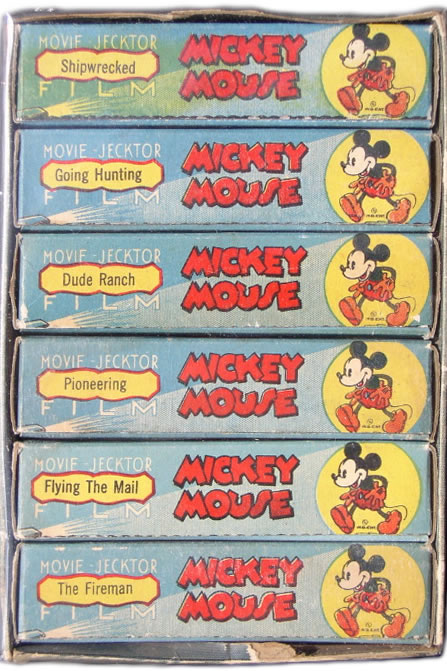 MOVIE-JECKTOR
Shipwrecked
FILM
MICKEY
MOUSE
MOVIE-JECKTOR
Going Hunting
FILM
MICKEY
MOUSE
MOVIE-JECKTOR
Dude Ranch
FILM
MICKEY
MOUSE
MOVIE-JECKTOR
Pioneering
FILM
MICKEY
MOUSE
MOVIE-JECKTOR
Flying The Mail
FILM
MICKEY
MOUSE
MOVIE-JECKTOR
The Fireman
FILM
MICKEY
MOUSE